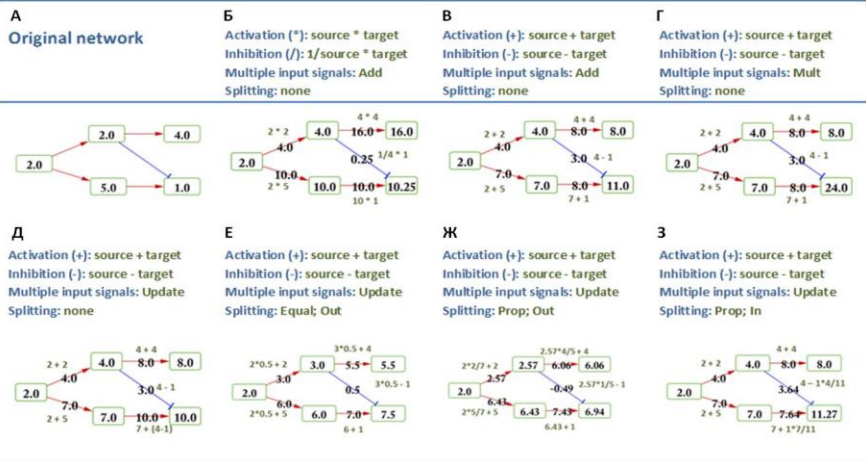 А
Original network
2.0
2.0
4.0
5.0
1.0
Б
Activation (*): source * target
Inhibition (/): 1/source * target
Multiple input signals: Add
Splitting: none
4 * 4
2 * 2
4.0
16.0
16.0
4.0
2.0
0.25
1/4 * 1
10.0
10.0
10.0
10.25
2 * 5
10 * 1
В
Activation (+): source + target
Inhibition (-): source - target
Multiple input signals: Add
Splitting: none
4 + 4
2 + 2
4.0
8.0
8.0
4.0
2.0
3.0
4 - 1
7.0
7.0
8.0
11.0
2 + 5
7 + 1
Г
Activation (+): source + target
Inhibition (-): source - target
Multiple input signals: Mult
Splitting: none
4 + 4
2 + 2
4.0
8.0
8.0
4.0
2.0
3.0
4 - 1
7.0
7.0
8.0
24.0
2 + 5
7 + 1
Д
Activation (+): source + target
Inhibition (-): source - target
Multiple input signals: Update
Splitting: none
4 + 4
2 + 2
4.0
8.0
8.0
4.0
2.0
3.0
4 - 1
7.0
7.0
10.0
10.0
2 + 5
7 + (4-1)
Е
Activation (+): source + target
Inhibition (-): source - target
Multiple input signals: Update
Splitting: Equal; Out
3*0.5 + 4
2*0.5 + 2
3.0
5.5
5.5
3.0
2.0
0.5
3*0.5 - 1
6.0
6.0
7.0
7.5
2*0.5 + 5
6 + 1
Ж
Activation (+): source + target
Inhibition (-): source - target
Multiple input signals: Update
Splitting: Prop; Out
2.57*4/5 + 4
2*2/7 + 2
2.57
6.06
6.06
2.57
2.0
-0.49
2.57*1/5 - 1
6.43
6.43
7.43
6.94
2*5/7 + 5
6.43 + 1
З
Activation (+): source + target
Inhibition (-): source - target
Multiple input signals: Update
Splitting: Prop; In
4 + 4
2 + 2
4.0
8.0
8.0
4.0
2.0
3.64
4 - 1*4/11
7.0
7.0
7.64
11.27
2 + 5
7 + 1*7/11